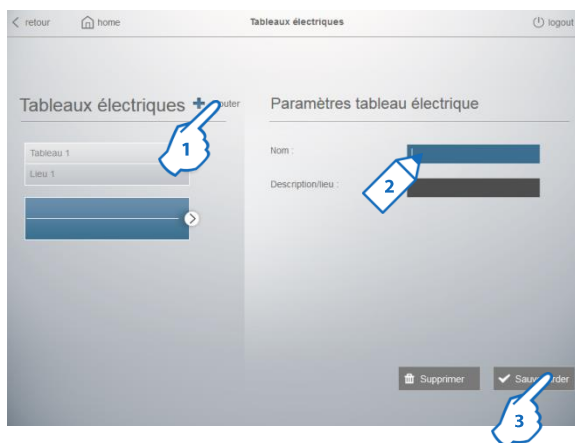 retour
home
Tableaux électriques
logout
Tableaux électriques
Paramètres tableau électrique
1
Tableau 1
Lieu 1
Nom :
2
Description/lieu :
Supprimer
3